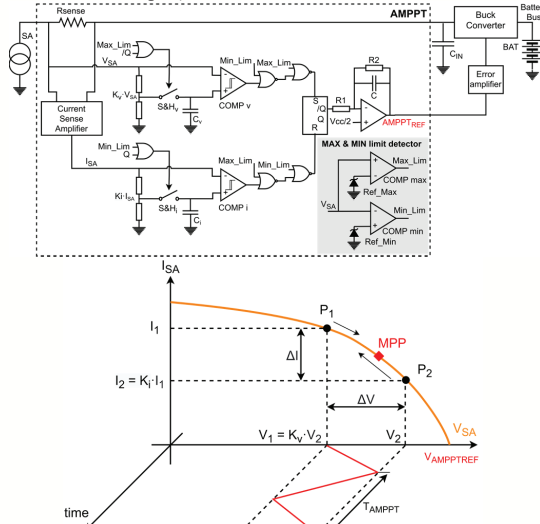 AMPPT
Buck
Converter
Batte
Bus
Rsense
SA
Max_Lim
/Q
V_SA
Min_Lim
R2
C
R1
C_IN
BAT
Error
amplifier
K_v·V_SA
S&H_v
C_v
COMP v
S
/Q
Q
R
Vcc/2
AMPPT_REF
Current
Sense
Amplifier
Min_Lim
Q
I_SA
Max_Lim
Min_Lim
Ki·I_SA
S&H_i
C_i
COMP i
MAX & MIN limit detector
Max_Lim
COMP max
Ref_Max
V_SA
Min_Lim
COMP min
Ref_Min
I_SA
P_1
I_1
MPP
ΔI
P_2
I_2 = K_i·I_1
ΔV
V_SA
V_1 = K_v·V_2
V_2
V_AMPPTREF
T_AMPPT
time